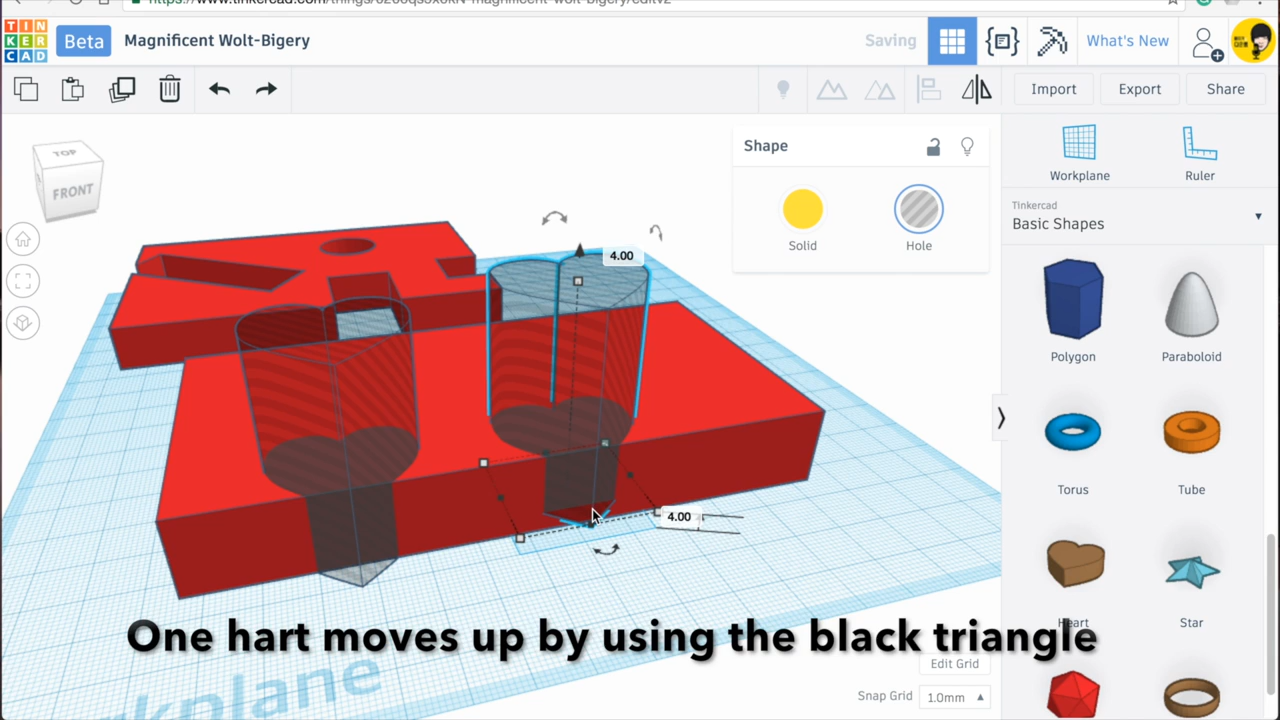 TIN
KER
CAD
Beta
Magnificent Wolt-Bigery
Saving
What's New
Import
Export
Share
TOP
FRONT
Shape
Solid
Hole
Workplane
Ruler
Tinkercad
Basic Shapes
4.00
4.00
Polygon
Paraboloid
Torus
Tube
Heart
Star
One hart moves up by using the black triangle
Edit Grid
Snap Grid
1.0mm